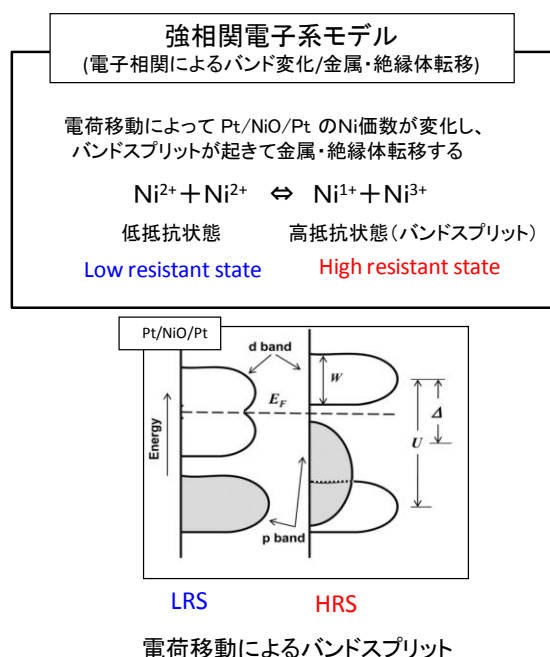 強相関電子系モデル
(電子相関によるバンド変化/金属・絶縁体転移)
電荷移動によって Pt/NiO/Pt のNi価数が変化し、
バンドスプリットが起きて金属・絶縁体転移する
Ni²⁺+Ni²⁺ ⇔ Ni¹⁺+Ni³⁺
低抵抗状態 高抵抗状態(バンドスプリット)
Low resistant state High resistant state
Pt/NiO/Pt
d band
W
E_F
Δ
U
Energy
p band
LRS HRS
電荷移動によるバンドスプリット